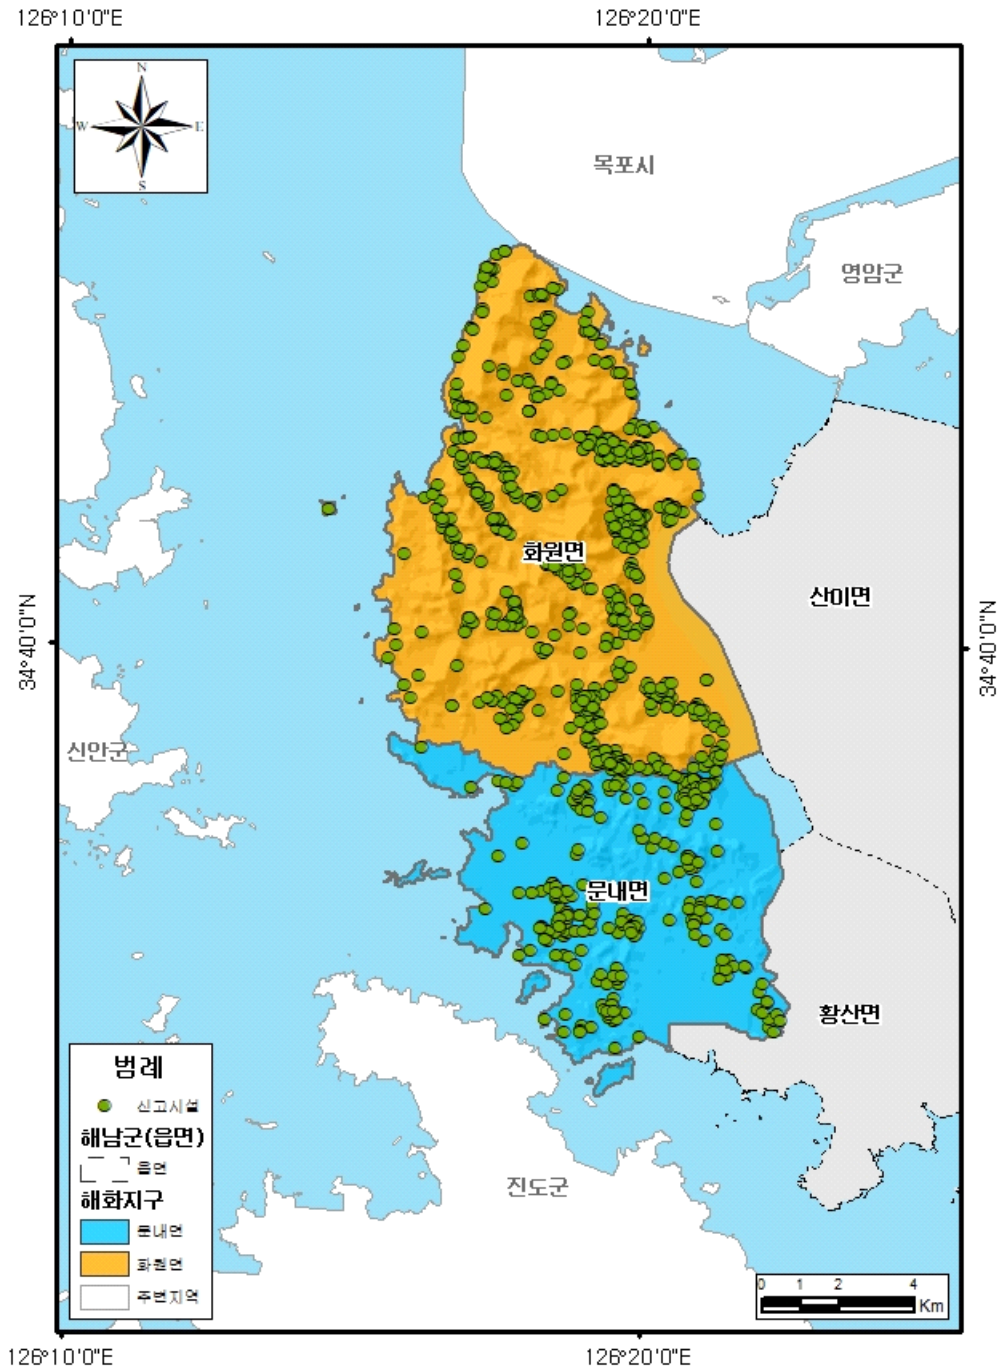 126°10'0"E
126°20'0"E
N
W
E
S
목포시
영암군
화원면
산이면
34°40'0"N
34°40'0"N
신안군
문내면
황산면
진도군
범례
신고시설
해남군(읍면)
읍면
해화지구
문내면
화원면
주변지역
0 1 2 4
Km
126°10'0"E
126°20'0"E